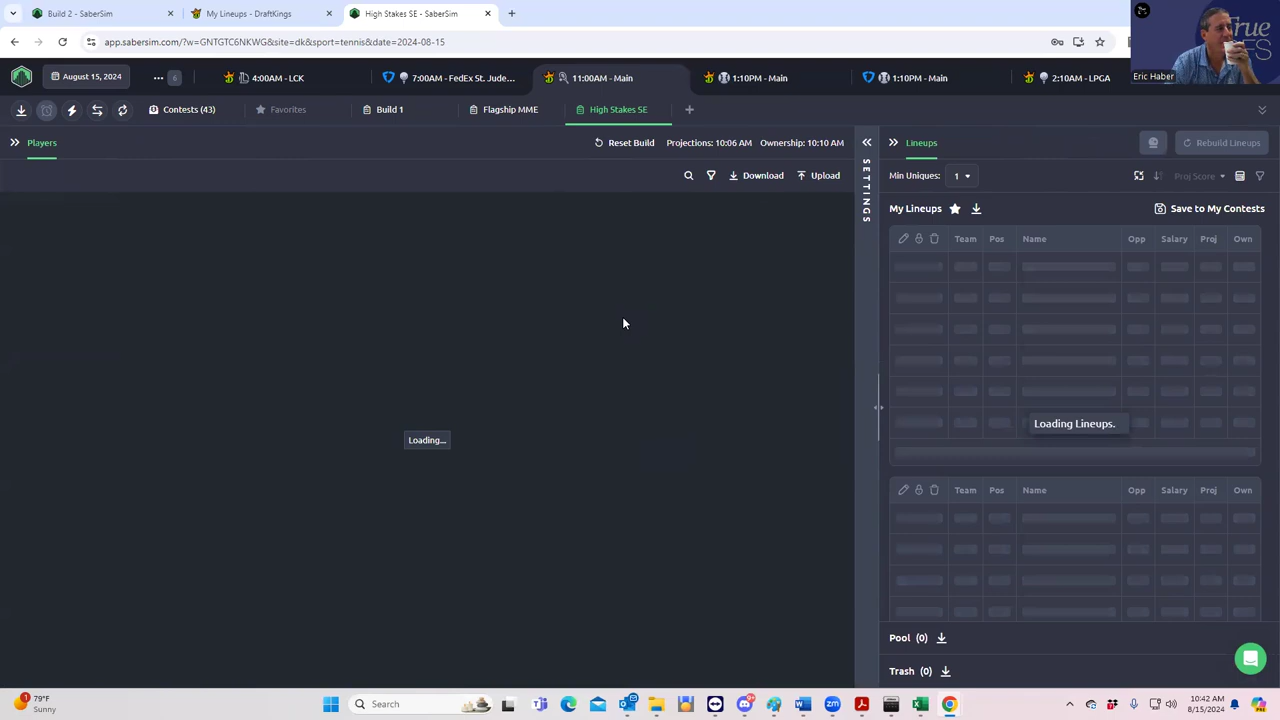 Build 2 - SaberSim
My Lineups - DraftKings
High Stakes SE - SaberSim
app.sabersim.com/?w=GNTGTC6NKWG&site=dk&sport=tennis&date=2024-08-15
True
Eric Haber
August 15, 2024
6
4:00AM - LCK
7:00AM - FedEx St. Jude...
11:00AM - Main
1:10PM - Main
1:10PM - Main
2:10AM - LPGA
Contests (43)
Favorites
Build 1
Flagship MME
High Stakes SE
Players
Reset Build
Projections: 10:06 AM
Ownership: 10:10 AM
Lineups
Rebuild Lineups
SETTINGS
Download
Upload
Min Uniques:
1
Proj Score
My Lineups
Save to My Contests
Team
Pos
Name
Opp
Salary
Proj
Own
Loading...
Loading Lineups.
Team
Pos
Name
Opp
Salary
Proj
Own
Pool (0)
Trash (0)
1
79°F
Sunny
Search
9+
10:42 AM
8/15/2024